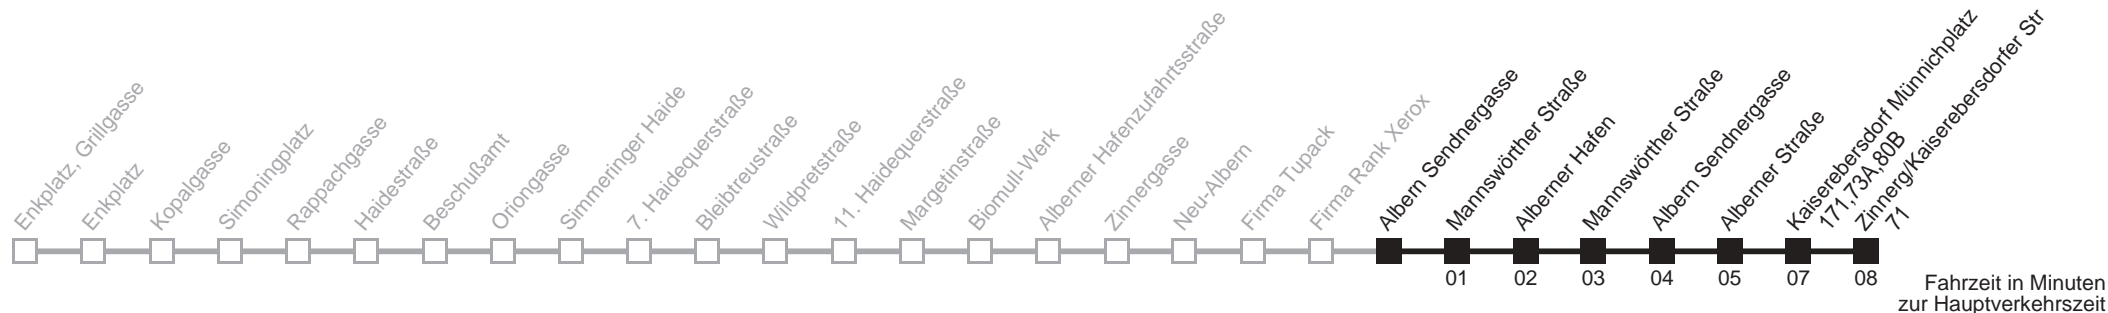 Enkplatz, Grillgasse
Enkplatz
Kopalgasse
Simoningplatz
Rappachgasse
Haidestraße
Beschußamt
Oriongasse
Simmeringer Haide
7. Haidequerstraße
Bleibtreustraße
Wildpretstraße
11. Haidequerstraße
Margetinstraße
Biomull-Werk
Alberner Hafenzufahrtsstraße
Zinnergasse
Neu-Albern
Firma Tupack
Firma Rank Xerox
Albern Sendnergasse
Mannswörther Straße
Alberner Hafen
Mannswörther Straße
Albern Sendnergasse
Alberner Straße
Kaiserebersdorf Münnichplatz
171,73A,80B
Zinnerg/Kaiserebersdorfer Str
71
01 02 03 04 05 07 08
Fahrzeit in Minuten
zur Hauptverkehrszeit